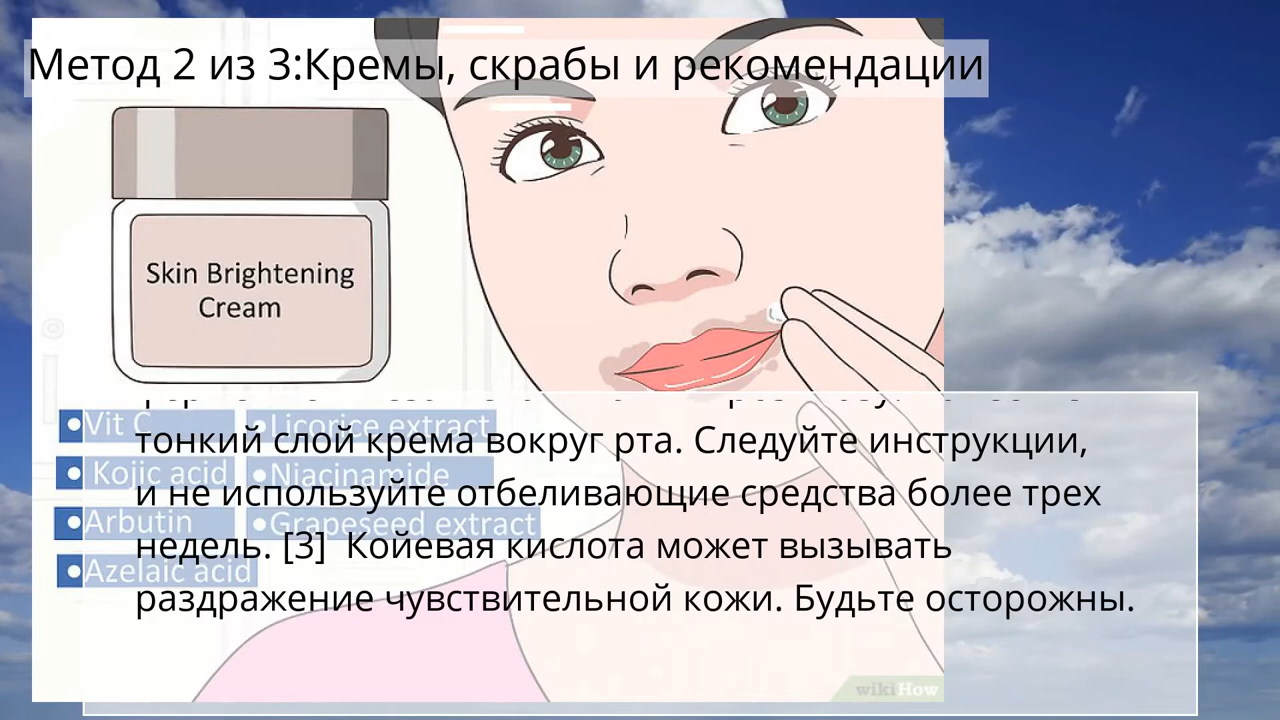 Метод 2 из 3:Кремы, скрабы и рекомендации
Skin Brightening
Cream
•Vit C •Licorice extract
• Kojic acid •Niacinamide
•Arbutin •Grapeseed extract
•Azelaic acid
тонкий слой крема вокруг рта. Следуйте инструкции,
и не используйте отбеливающие средства более трех
недель. [3] Койевая кислота может вызывать
раздражение чувствительной кожи. Будьте осторожны.
wikiHow